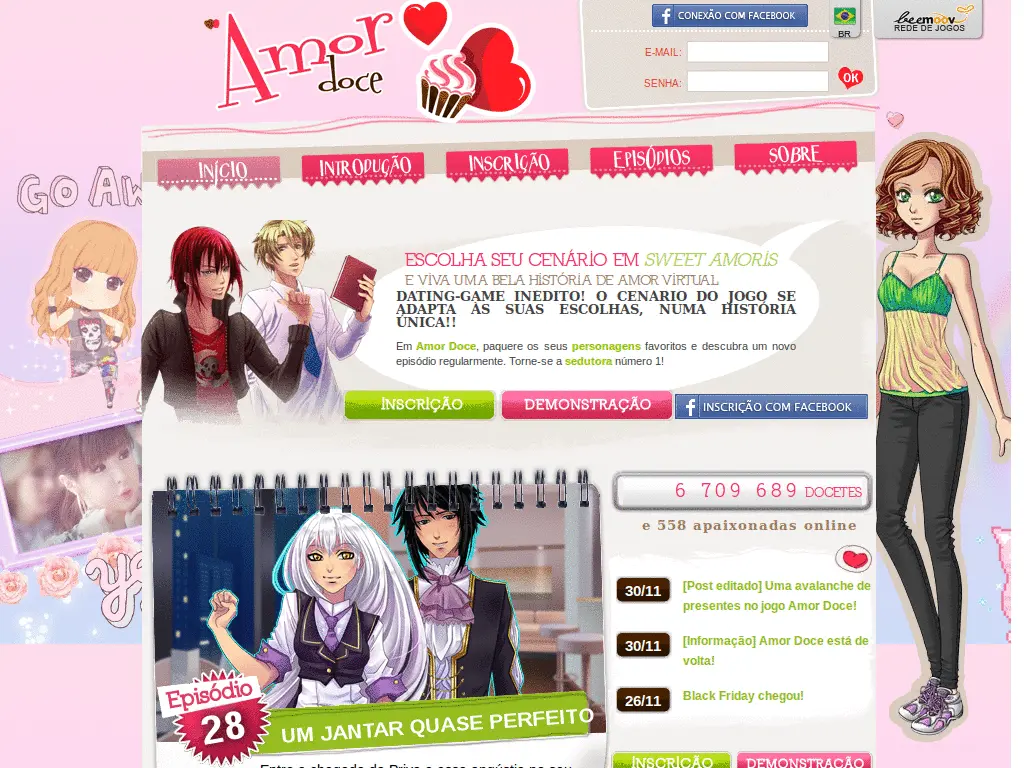 Amor
doce
CONEXÃO COM FACEBOOK
BR
beemoov
REDE DE JOGOS
E-MAIL:
SENHA:
OK
INÍCIO
INTRODUÇÃO
INSCRIÇÃO
EPISÓDIOS
SOBRE
GO AW
ESCOLHA SEU CENÁRIO EM SWEET AMORIS
E VIVA UMA BELA HISTÓRIA DE AMOR VIRTUAL
DATING-GAME INEDITO! O CENARIO DO JOGO SE
ADAPTA ÀS SUAS ESCOLHAS, NUMA HISTÓRIA
ÚNICA!!
Em Amor Doce, paquere os seus personagens favoritos e descubra um novo
episódio regularmente. Torne-se a sedutora número 1!
INSCRIÇÃO
DEMONSTRAÇÃO
INSCRIÇÃO COM FACEBOOK
6 709 689 DOCETES
e 558 apaixonadas online
30/11
[Post editado] Uma avalanche de
presentes no jogo Amor Doce!
30/11
[Informação] Amor Doce está de
volta!
26/11
Black Friday chegou!
Episódio
28
UM JANTAR QUASE PERFEITO
INSCRIÇÃO
DEMONSTRAÇÃO